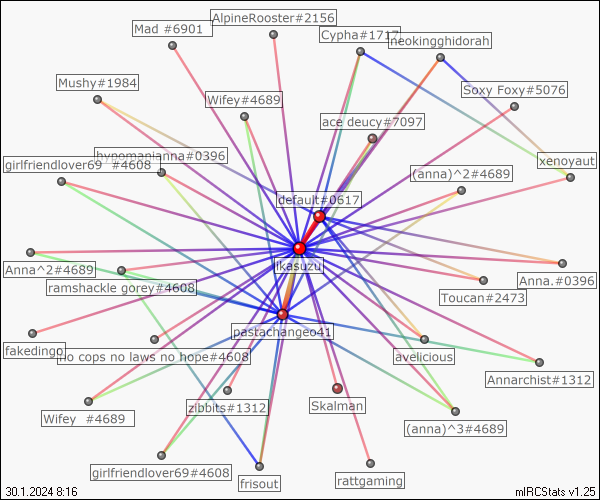 AlpineRooster#2156
Mad #6901
Cypha#1717
neokingghidorah
Mushy#1984
Soxy Foxy#5076
Wifey#4689
ace deucy#7097
hypomanianna#0396
girlfriendlover69 #4608
xenoyaut
(anna)^2#4689
default#0617
likasuzu
Anna^2#4689
Anna.#0396
ramshackle gorey#4608
Toucan#2473
pastachangeo41
fakedingo
no cops no laws no hope#4608
avelicious
Annarchist#1312
Wifey  #4689
zibbits#1312
Skalman
(anna)^3#4689
girlfriendlover69#4608
frisout
rattgaming
30.1.2024 8:16
mIRCStats v1.25